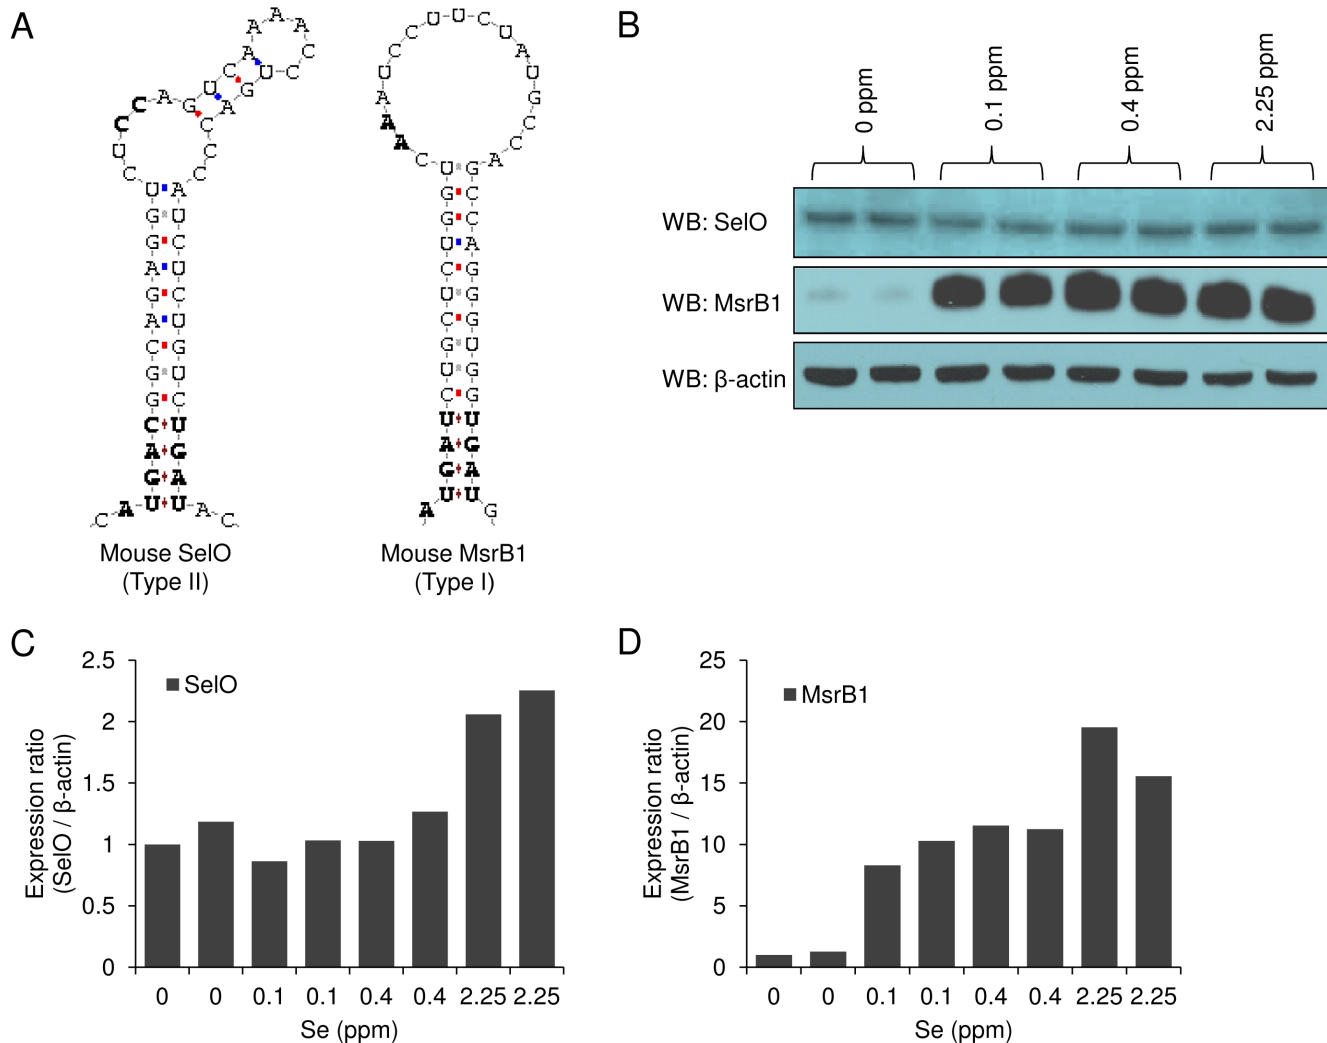 A
B
0 ppm
0.1 ppm
0.4 ppm
2.25 ppm
WB: SelO
WB: MsrB1
WB: β-actin
Mouse SelO
(Type II)
Mouse MsrB1
(Type I)
C
2.5
2
1.5
1
0.5
0
SelO
Expression ratio
(SelO / β-actin)
0 0 0.1 0.1 0.4 0.4 2.25 2.25
Se (ppm)
D
25
20
15
10
5
0
MsrB1
Expression ratio
(MsrB1 / β-actin)
0 0 0.1 0.1 0.4 0.4 2.25 2.25
Se (ppm)